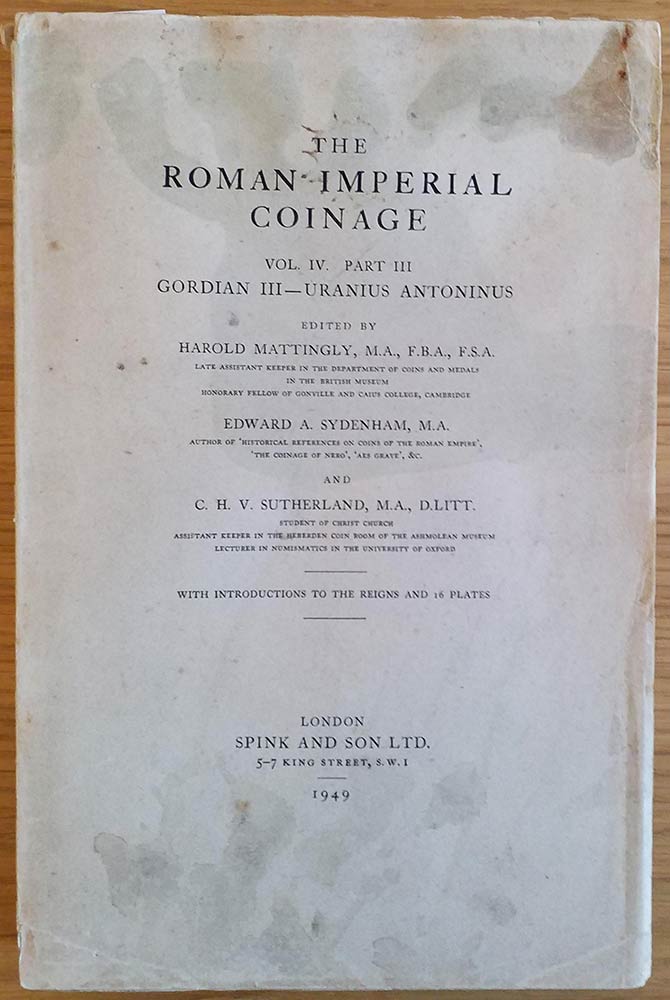 THE
ROMAN IMPERIAL
COINAGE
VOL. IV. PART III
GORDIAN III—URANIUS ANTONINUS
EDITED BY
HAROLD MATTINGLY, M.A., F.B.A., F.S.A.
LATE ASSISTANT KEEPER IN THE DEPARTMENT OF COINS AND MEDALS
IN THE BRITISH MUSEUM
HONORARY FELLOW OF GONVILLE AND CAIUS COLLEGE, CAMBRIDGE
EDWARD A. SYDENHAM, M.A.
AUTHOR OF 'HISTORICAL REFERENCES ON COINS OF THE ROMAN EMPIRE',
'THE COINAGE OF NERO', 'AES GRAVE', &C.
AND
C. H. V. SUTHERLAND, M.A., D.LITT.
STUDENT OF CHRIST CHURCH
ASSISTANT KEEPER IN THE HEBERDEN COIN ROOM OF THE ASHMOLEAN MUSEUM
LECTURER IN NUMISMATICS IN THE UNIVERSITY OF OXFORD
WITH INTRODUCTIONS TO THE REIGNS AND 16 PLATES
LONDON
SPINK AND SON LTD.
5–7 KING STREET, S.W.1
1949